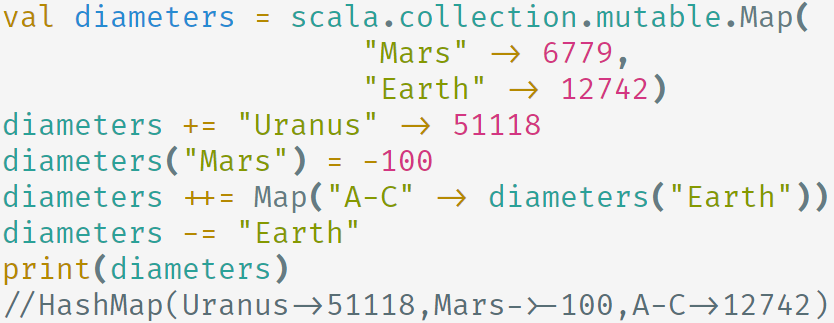 val diameters = scala.collection.mutable.Map(
"Mars" -> 6779,
"Earth" -> 12742)
diameters += "Uranus" -> 51118
diameters("Mars") = -100
diameters ++= Map("A-C" -> diameters("Earth"))
diameters -= "Earth"
print(diameters)
//HashMap(Uranus->51118,Mars->-100,A-C->12742)